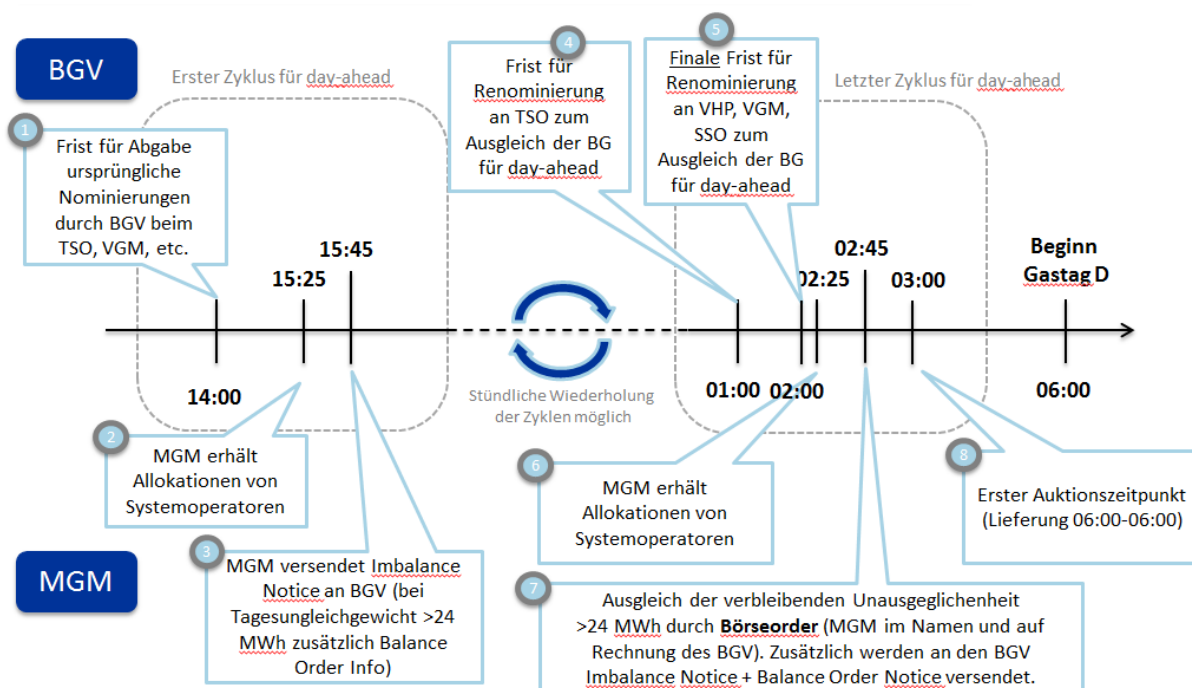 BGV
Erster Zyklus für day-ahead
1
Frist für Abgabe
ursprüngliche
Nominierungen
durch BGV beim
TSO, VGM, etc.
4
Frist für
Renominierung
an TSO zum
Ausgleich der BG
für day-ahead
5
Finale Frist für
Renominierung
an VHP, VGM,
SSO zum
Ausgleich der BG
für day-ahead
Letzter Zyklus für day-ahead
15:45
15:25
02:45
02:25
03:00
Beginn
Gastag D
14:00
Stündliche Wiederholung
der Zyklen möglich
01:00
02:00
06:00
2
MGM erhält
Allokationen von
Systemoperatoren
6
MGM erhält
Allokationen von
Systemoperatoren
8
Erster Auktionszeitpunkt
(Lieferung 06:00-06:00)
MGM
3
MGM versendet Imbalance
Notice an BGV (bei
Tagesungleichgewicht >24
MWh zusätzlich Balance
Order Info)
7
Ausgleich der verbleibenden Unausgeglichenheit
>24 MWh durch Börseorder (MGM im Namen und auf
Rechnung des BGV). Zusätzlich werden an den BGV
Imbalance Notice + Balance Order Notice versendet.